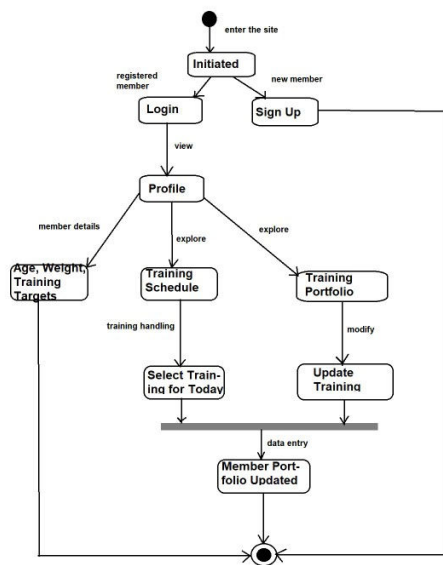 enter the site
Initiated
registered
member
new member
Login
Sign Up
view
Profile
member details
explore
explore
Age, Weight,
Training
Targets
Training
Schedule
Training
Portfolio
training handling
modify
Select Train-
ing for Today
Update
Training
data entry
Member Port-
folio Updated